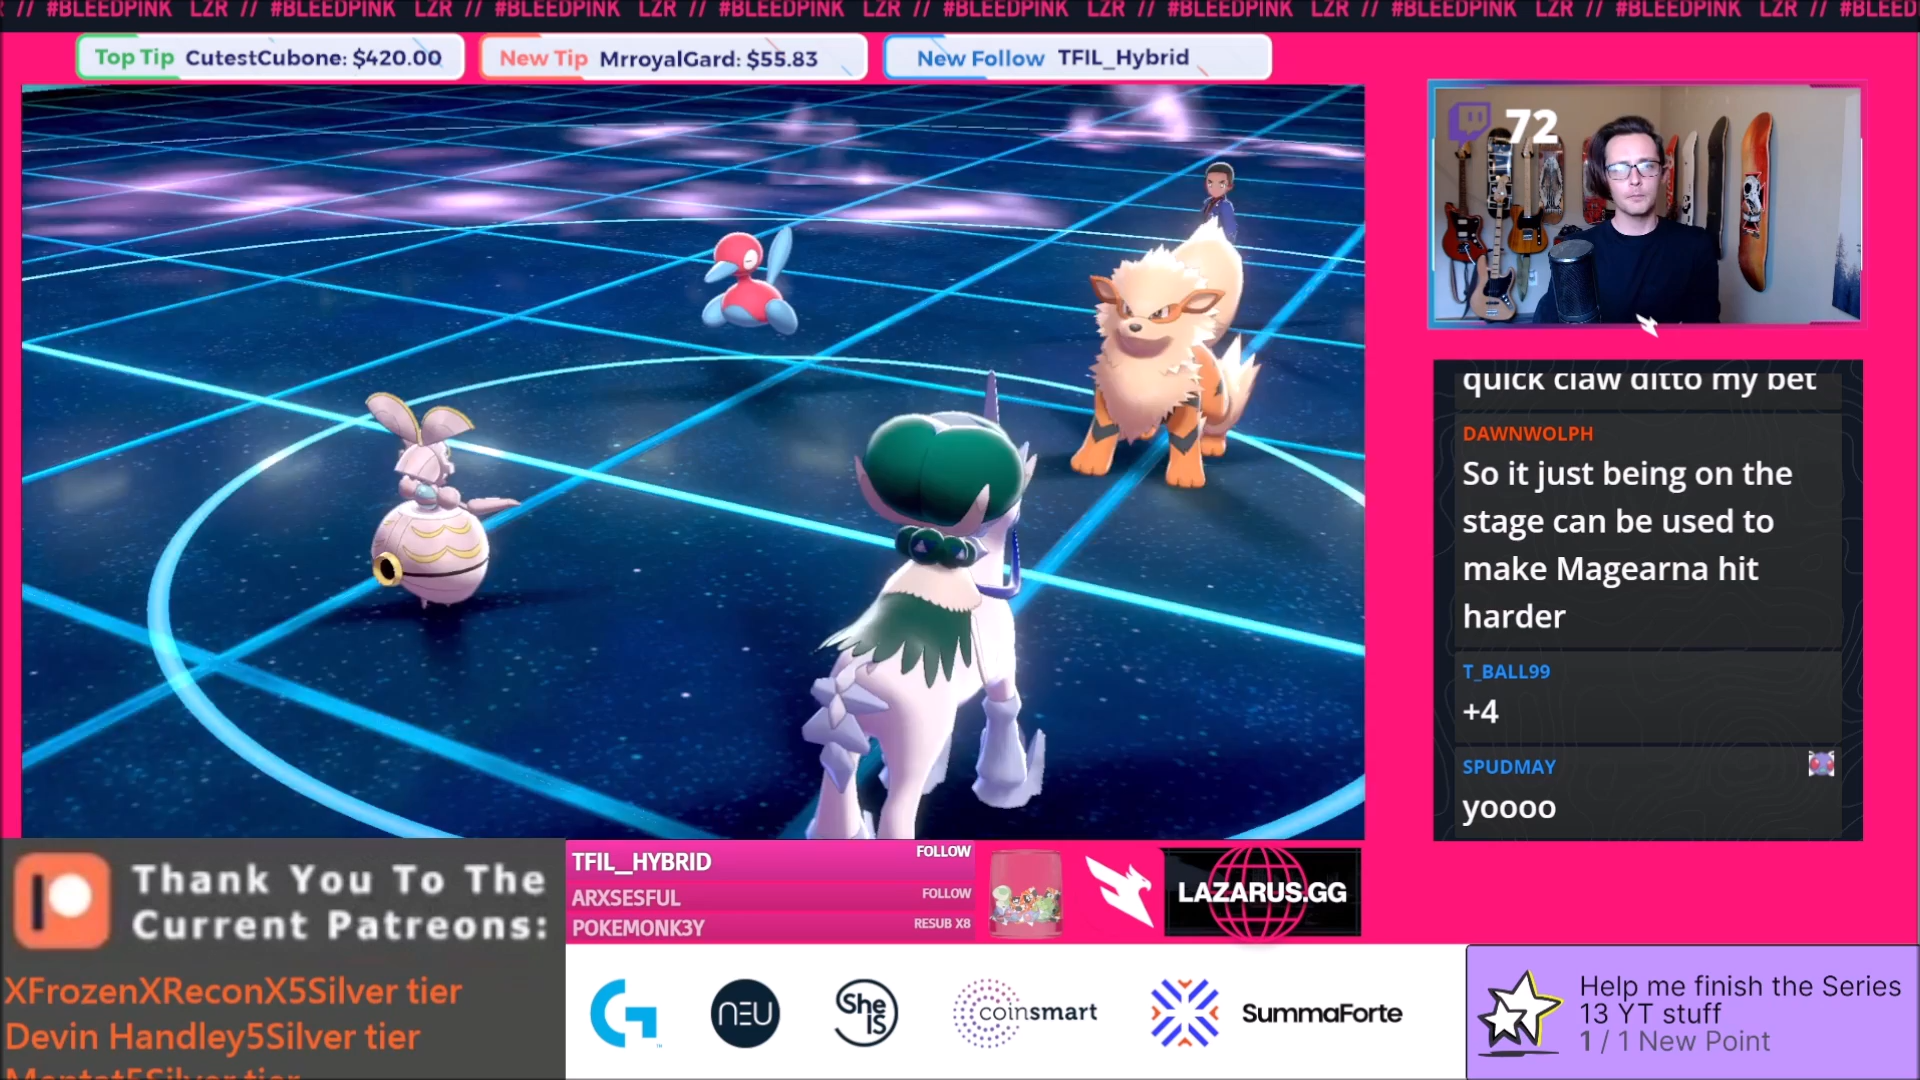 // #BLEEDPINK LZR // #BLEEDPINK LZR // #BLEEDPINK LZR // #BLEEDPINK LZR // #BLEEDPINK LZR // #BLEEDPINK LZR // #BLEEDPINK LZR // #BLEEDPINK LZR // #BLEED
Top Tip CutestCubone: $420.00
New Tip MrroyalGard: $55.83
New Follow TFIL_Hybrid
72
quick claw ditto my bet
DAWNWOLPH
So it just being on the
stage can be used to
make Magearna hit
harder
T_BALL99
+4
SPUDMAY
yoooo
Thank You To The
Current Patreons:
XFrozenXReconX5Silver tier
Devin Handley5Silver tier
Mentat5Silver tier
TFIL_HYBRID FOLLOW
ARXSESFUL FOLLOW
POKEMONK3Y RESUB X8
LAZARUS.GG
G
NEU
She
IS
coinsmart
SummaForte
Help me finish the Series
13 YT stuff
1 / 1 New Point